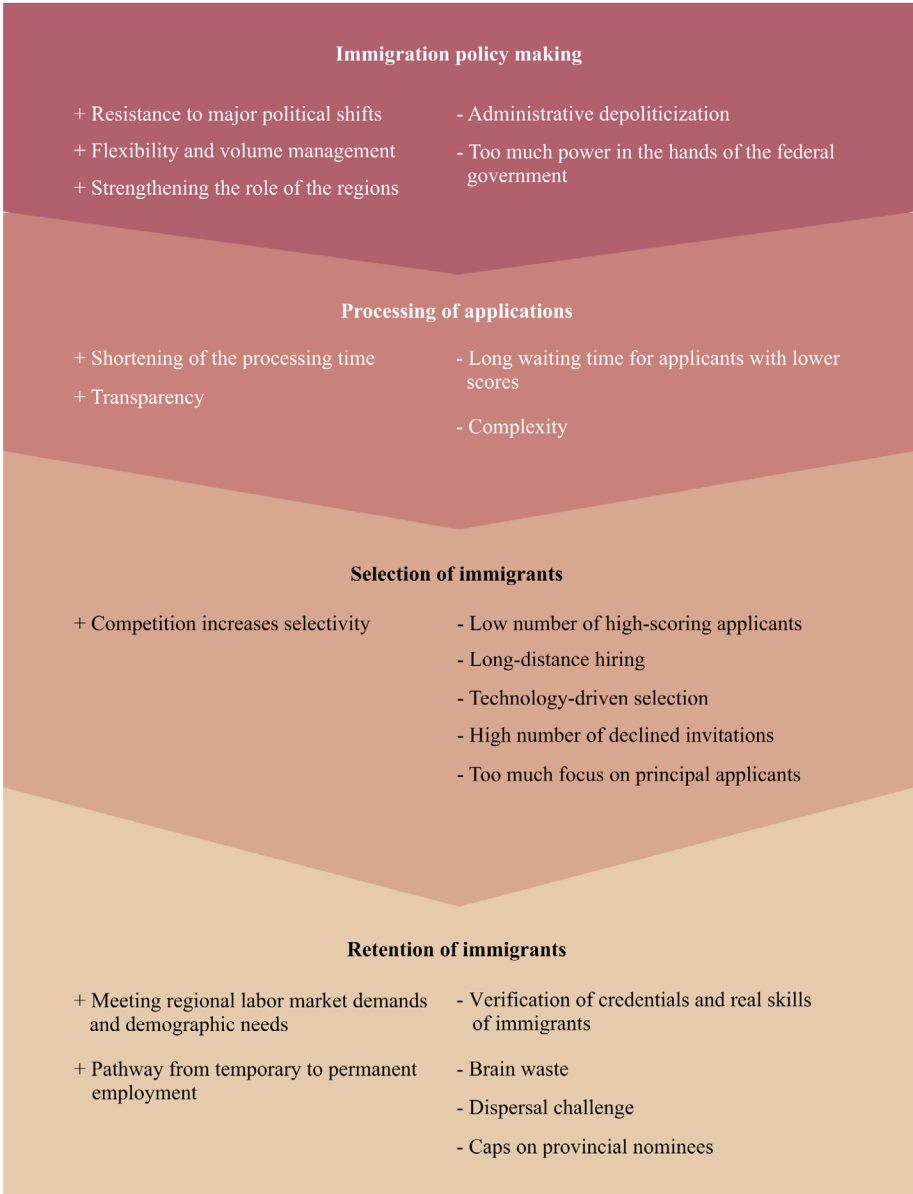 Immigration policy making
+ Resistance to major political shifts
+ Flexibility and volume management
+ Strengthening the role of the regions
- Administrative depoliticization
- Too much power in the hands of the federal
government
Processing of applications
+ Shortening of the processing time
+ Transparency
- Long waiting time for applicants with lower
scores
- Complexity
Selection of immigrants
+ Competition increases selectivity
- Low number of high-scoring applicants
- Long-distance hiring
- Technology-driven selection
- High number of declined invitations
- Too much focus on principal applicants
Retention of immigrants
+ Meeting regional labor market demands
and demographic needs
+ Pathway from temporary to permanent
employment
- Verification of credentials and real skills
of immigrants
- Brain waste
- Dispersal challenge
- Caps on provincial nominees